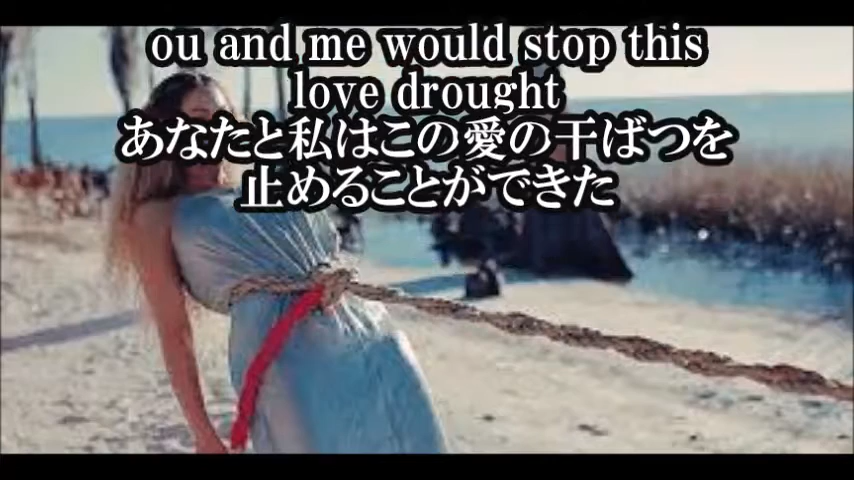 ou and me would stop this
love drought
あなたと私はこの愛の干ばつを
止めることができた